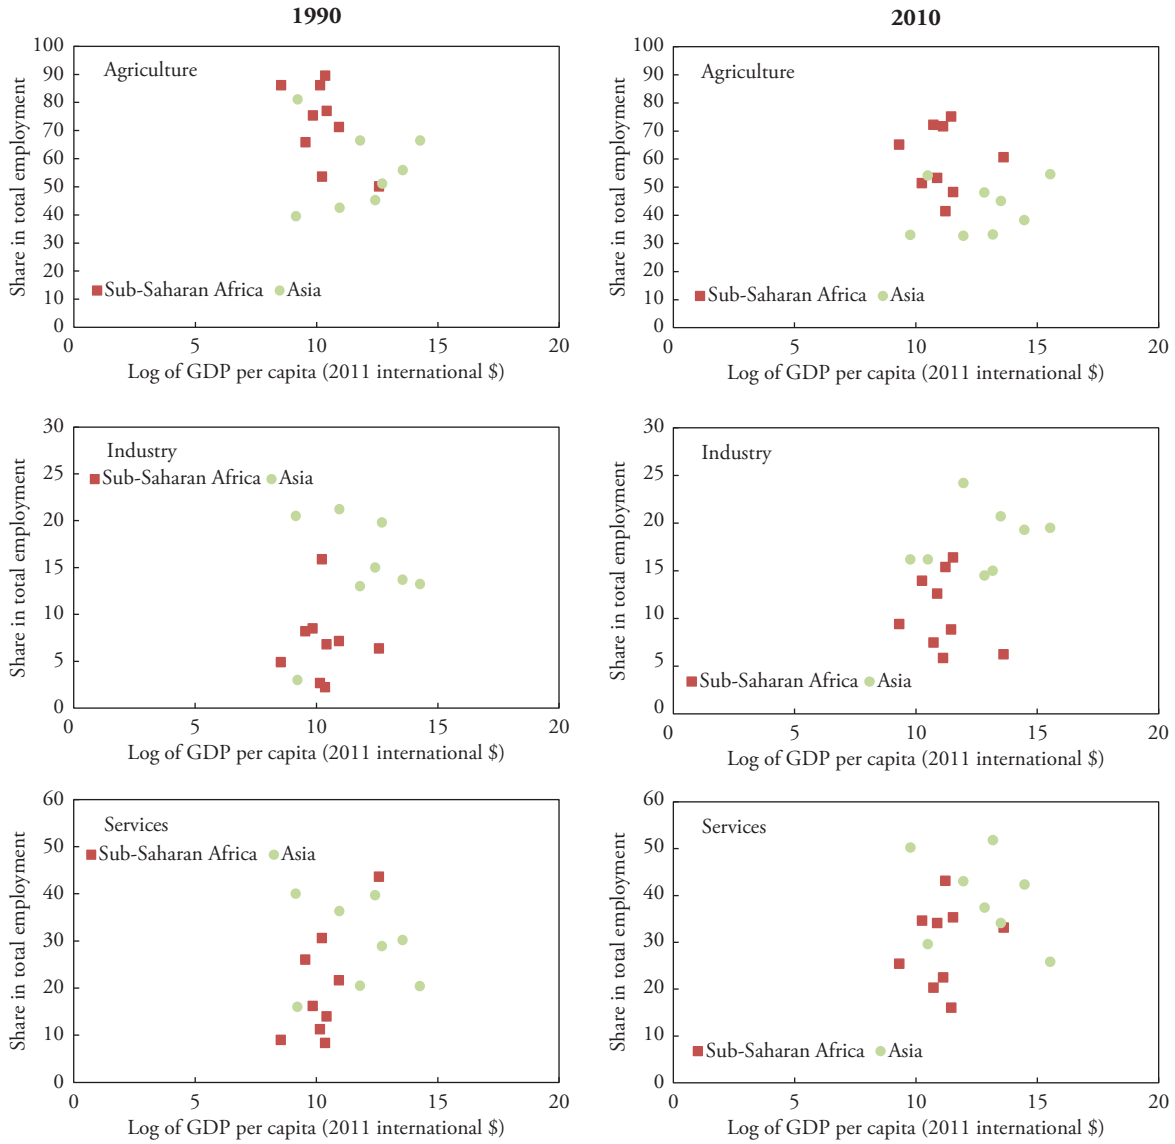 1990
2010
Share in total employment
100
90
80
70
60
50
40
30
20
10
0
Agriculture
Sub-Saharan Africa Asia
0 5 10 15 20
Log of GDP per capita (2011 international $)
Share in total employment
100
90
80
70
60
50
40
30
20
10
0
Agriculture
Sub-Saharan Africa Asia
0 5 10 15 20
Log of GDP per capita (2011 international $)
Share in total employment
30
25
20
15
10
5
0
Industry
Sub-Saharan Africa Asia
0 5 10 15 20
Log of GDP per capita (2011 international $)
Share in total employment
30
25
20
15
10
5
0
Industry
Sub-Saharan Africa Asia
0 5 10 15 20
Log of GDP per capita (2011 international $)
Share in total employment
60
50
40
30
20
10
0
Services
Sub-Saharan Africa Asia
0 5 10 15 20
Log of GDP per capita (2011 international $)
Share in total employment
60
50
40
30
20
10
0
Services
Sub-Saharan Africa Asia
0 5 10 15 20
Log of GDP per capita (2011 international $)